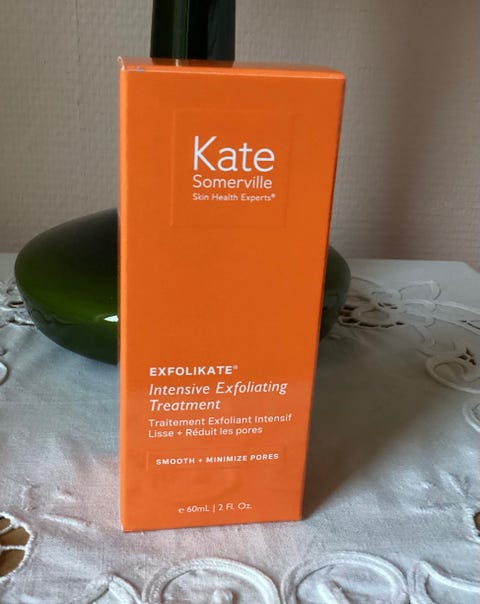 Kate
Somerville
Skin Health Experts®
EXFOLIKATE®
Intensive Exfoliating
Treatment
Traitement Exfoliant Intensif
Lisse + Réduit les pores
SMOOTH + MINIMIZE PORES
℮ 60mL | 2 Fl. Oz.